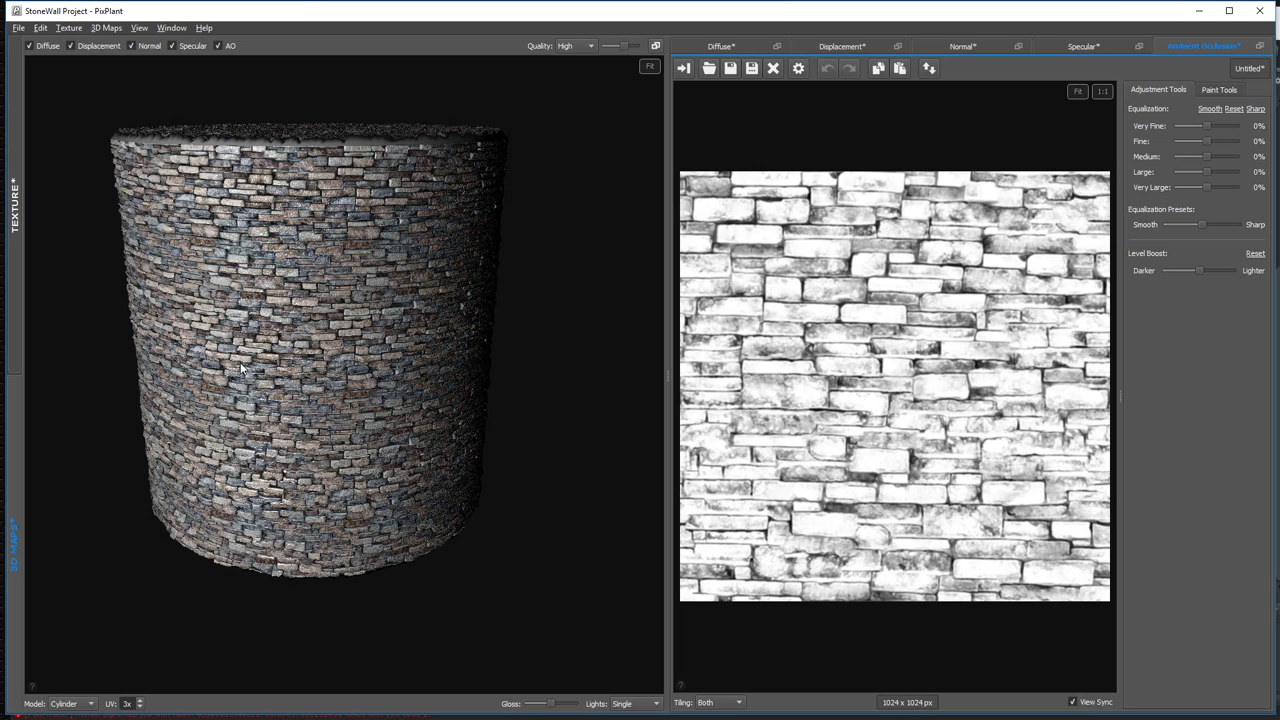 StoneWall Project - PixPlant
File Edit Texture 3D Maps View Window Help
Diffuse Displacement Normal Specular AO Quality: High
Diffuse* Displacement* Normal* Specular* Ambient Occlusion*
Untitled*
Fit
Fit 1:1
Adjustment Tools Paint Tools
Equalization: Smooth Reset Sharp
Very Fine: 0%
Fine: 0%
Medium: 0%
Large: 0%
Very Large: 0%
Equalization Presets:
Smooth Sharp
Level Boost: Reset
Darker Lighter
TEXTURE*
3D MAPS*
?
?
Model: Cylinder UV: 3x Gloss: Lights: Single
Tiling: Both 1024 x 1024 px View Sync